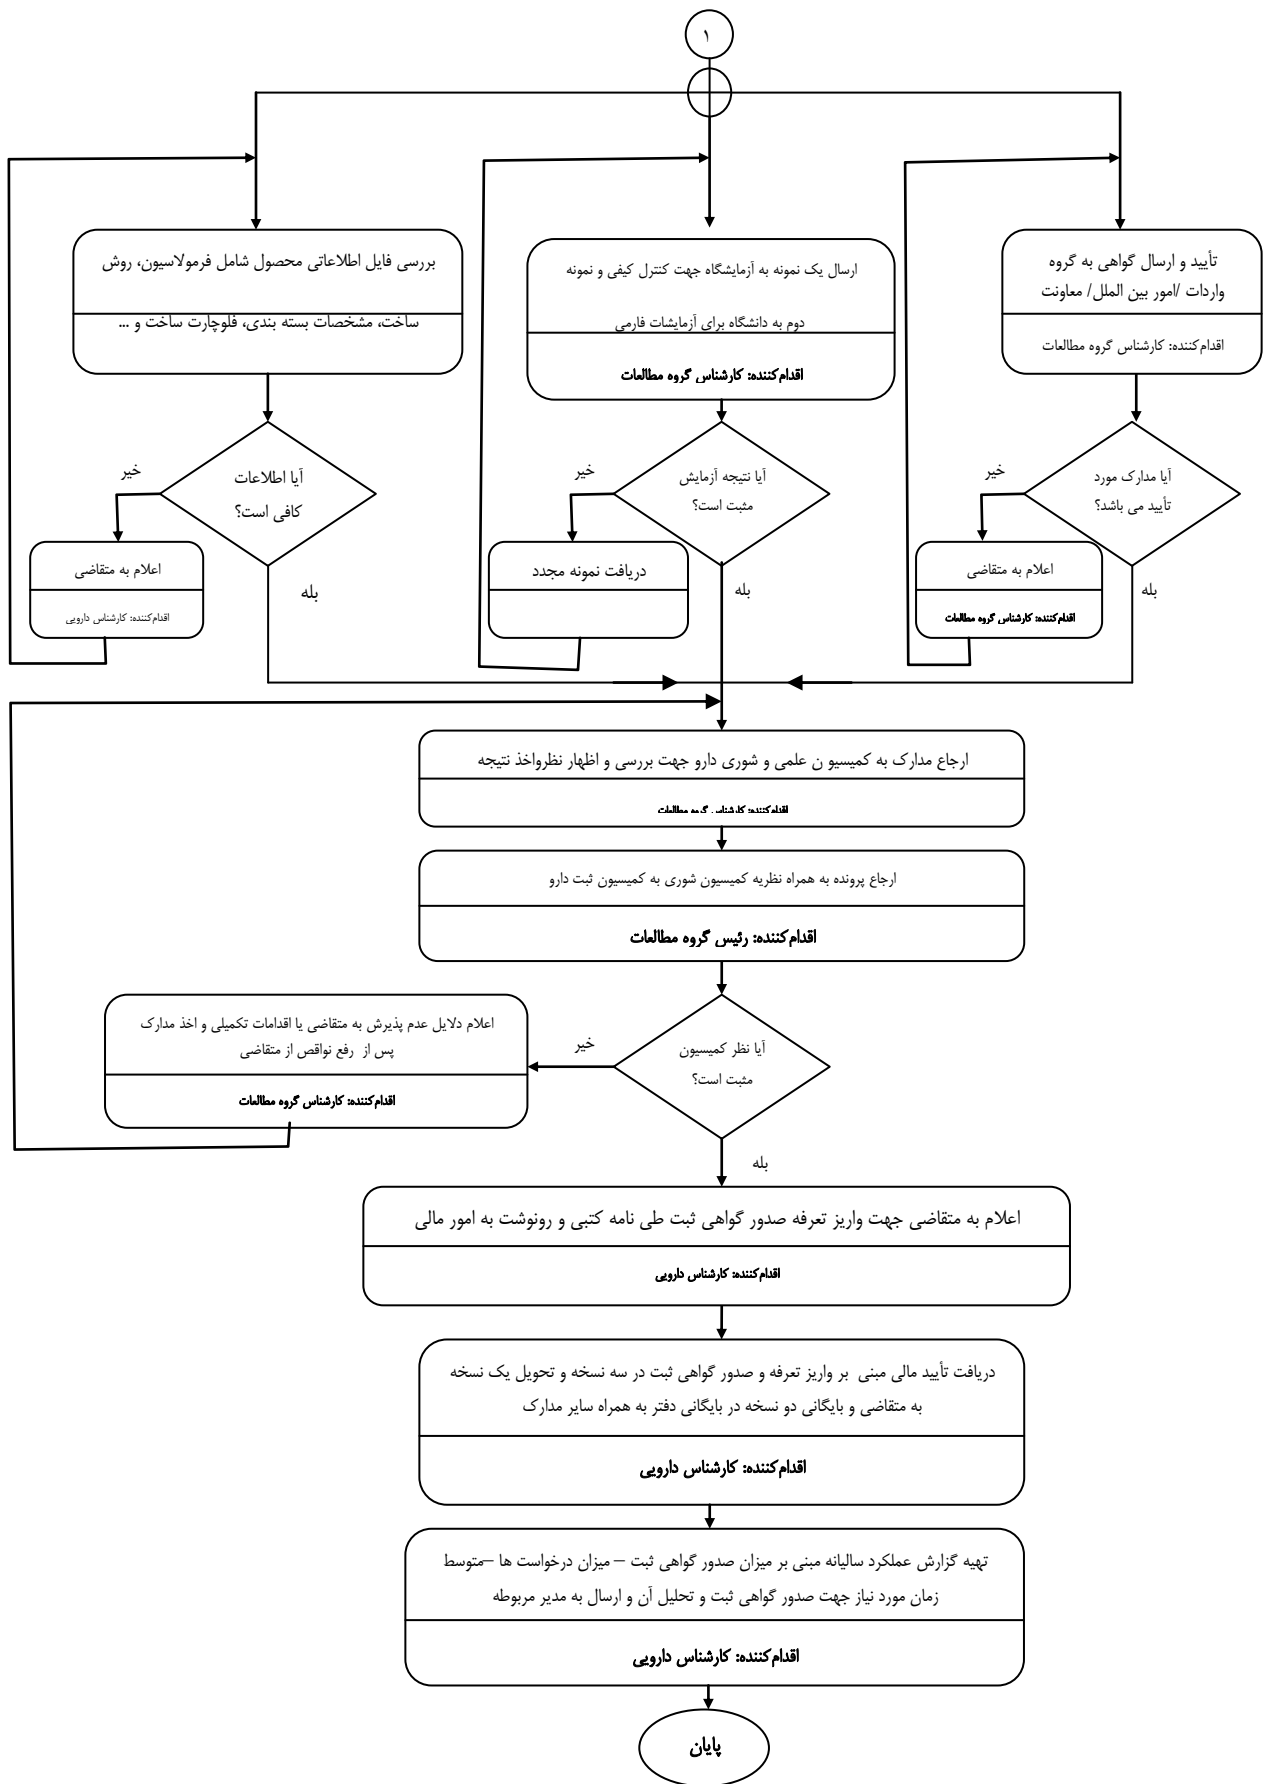 ۱
تأیید و ارسال گواهی به گروه
واردات /امور بین الملل/ معاونت
اقدام‌کننده: کارشناس گروه مطالعات
آیا مدارک مورد
تأیید می باشد؟
خیر
بله
اعلام به متقاضی
اقدام‌کننده: کارشناس گروه مطالعات
ارسال یک نمونه به آزمایشگاه جهت کنترل کیفی و نمونه
دوم به دانشگاه برای آزمایشات فارمی
اقدام‌کننده: کارشناس گروه مطالعات
آیا نتیجه آزمایش
مثبت است؟
خیر
بله
دریافت نمونه مجدد
بررسی فایل اطلاعاتی محصول شامل فرمولاسیون، روش
ساخت، مشخصات بسته بندی، فلوچارت ساخت و ...
آیا اطلاعات
کافی است؟
خیر
بله
اعلام به متقاضی
اقدام‌کننده: کارشناس دارویی
ارجاع مدارک به کمیسیو ن علمی و شوری دارو جهت بررسی و اظهار نظرواخذ نتیجه
اقدام‌کننده: کارشناس گروه مطالعات
ارجاع پرونده به همراه نظریه کمیسیون شوری به کمیسیون ثبت دارو
اقدام‌کننده: رئیس گروه مطالعات
آیا نظر کمیسیون
مثبت است؟
خیر
بله
اعلام دلایل عدم پذیرش به متقاضی یا اقدامات تکمیلی و اخذ مدارک
پس از رفع نواقص از متقاضی
اقدام‌کننده: کارشناس گروه مطالعات
اعلام به متقاضی جهت واریز تعرفه صدور گواهی ثبت طی نامه کتبی و رونوشت به امور مالی
اقدام‌کننده: کارشناس دارویی
دریافت تأیید مالی مبنی بر واریز تعرفه و صدور گواهی ثبت در سه نسخه و تحویل یک نسخه
به متقاضی و بایگانی دو نسخه در بایگانی دفتر به همراه سایر مدارک
اقدام‌کننده: کارشناس دارویی
تهیه گزارش عملکرد سالیانه مبنی بر میزان صدور گواهی ثبت – میزان درخواست ها –متوسط
زمان مورد نیاز جهت صدور گواهی ثبت و تحلیل آن و ارسال به مدیر مربوطه
اقدام‌کننده: کارشناس دارویی
پایان